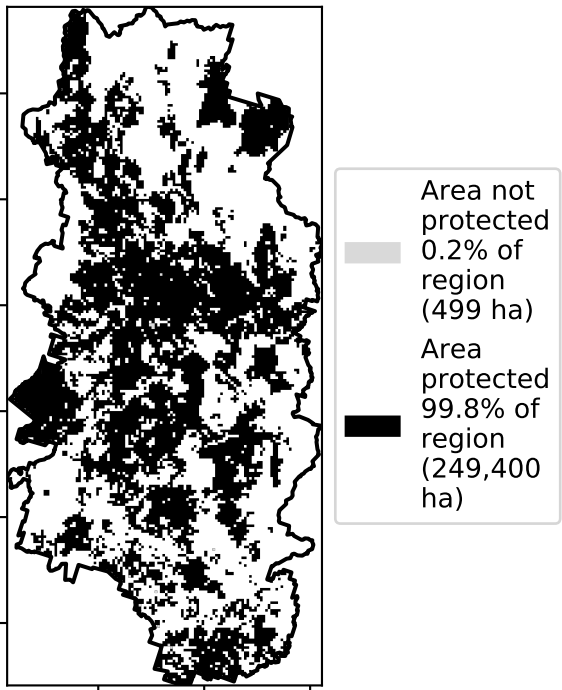 Area not
protected
0.2% of
region
(499 ha)
Area
protected
99.8% of
region
(249,400
ha)